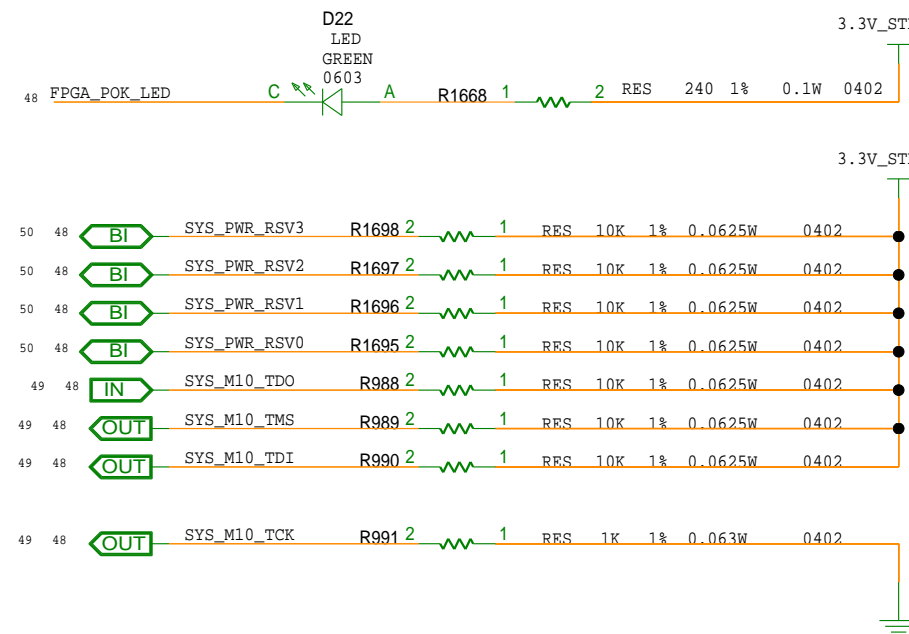 D22
LED
GREEN
0603
3.3V_ST
48 FPGA_POK_LED C A R1668 1 2 RES 240 1% 0.1W 0402
3.3V_ST
50 48 BI SYS_PWR_RSV3 R1698 2 1 RES 10K 1% 0.0625W 0402
50 48 BI SYS_PWR_RSV2 R1697 2 1 RES 10K 1% 0.0625W 0402
50 48 BI SYS_PWR_RSV1 R1696 2 1 RES 10K 1% 0.0625W 0402
50 48 BI SYS_PWR_RSV0 R1695 2 1 RES 10K 1% 0.0625W 0402
49 48 IN SYS_M10_TDO R988 2 1 RES 10K 1% 0.0625W 0402
49 48 OUT SYS_M10_TMS R989 2 1 RES 10K 1% 0.0625W 0402
49 48 OUT SYS_M10_TDI R990 2 1 RES 10K 1% 0.0625W 0402
49 48 OUT SYS_M10_TCK R991 2 1 RES 1K 1% 0.063W 0402